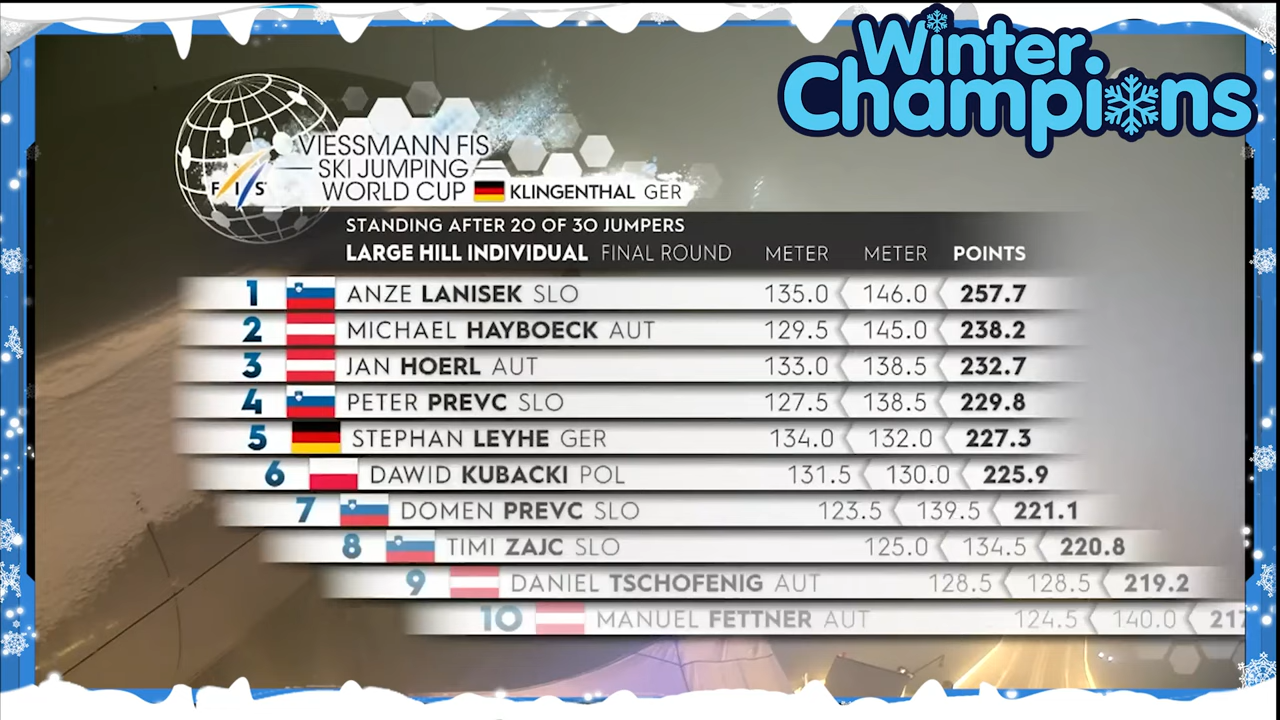 Winter
Champions
VIESSMANN FIS
SKI JUMPING
WORLD CUP KLINGENTHAL GER
FIS
STANDING AFTER 20 OF 30 JUMPERS
LARGE HILL INDIVIDUAL FINAL ROUND METER METER POINTS
1 ANZE LANISEK SLO 135.0 146.0 257.7
2 MICHAEL HAYBOECK AUT 129.5 145.0 238.2
3 JAN HOERL AUT 133.0 138.5 232.7
4 PETER PREVC SLO 127.5 138.5 229.8
5 STEPHAN LEYHE GER 134.0 132.0 227.3
6 DAWID KUBACKI POL 131.5 130.0 225.9
7 DOMEN PREVC SLO 123.5 139.5 221.1
8 TIMI ZAJC SLO 125.0 134.5 220.8
9 DANIEL TSCHOFENIG AUT 128.5 128.5 219.2
10 MANUEL FETTNER AUT 124.5 140.0 217